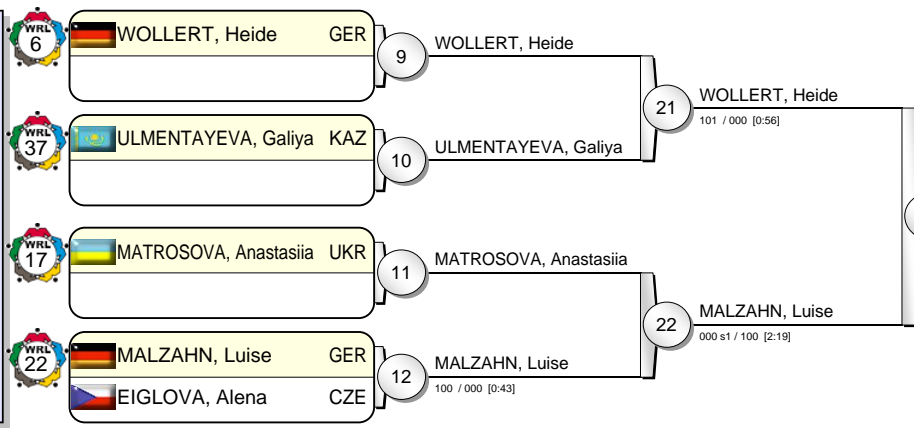 WRL
6
WOLLERT, Heide GER
9
WOLLERT, Heide
WRL
37
ULMENTAYEVA, Galiya KAZ
10
ULMENTAYEVA, Galiya
21
WOLLERT, Heide
101 / 000 [0:56]
WRL
17
MATROSOVA, Anastasiia UKR
11
MATROSOVA, Anastasiia
WRL
22
MALZAHN, Luise GER
EIGLOVA, Alena CZE
12
MALZAHN, Luise
100 / 000 [0:43]
22
MALZAHN, Luise
000 s1 / 100 [2:19]